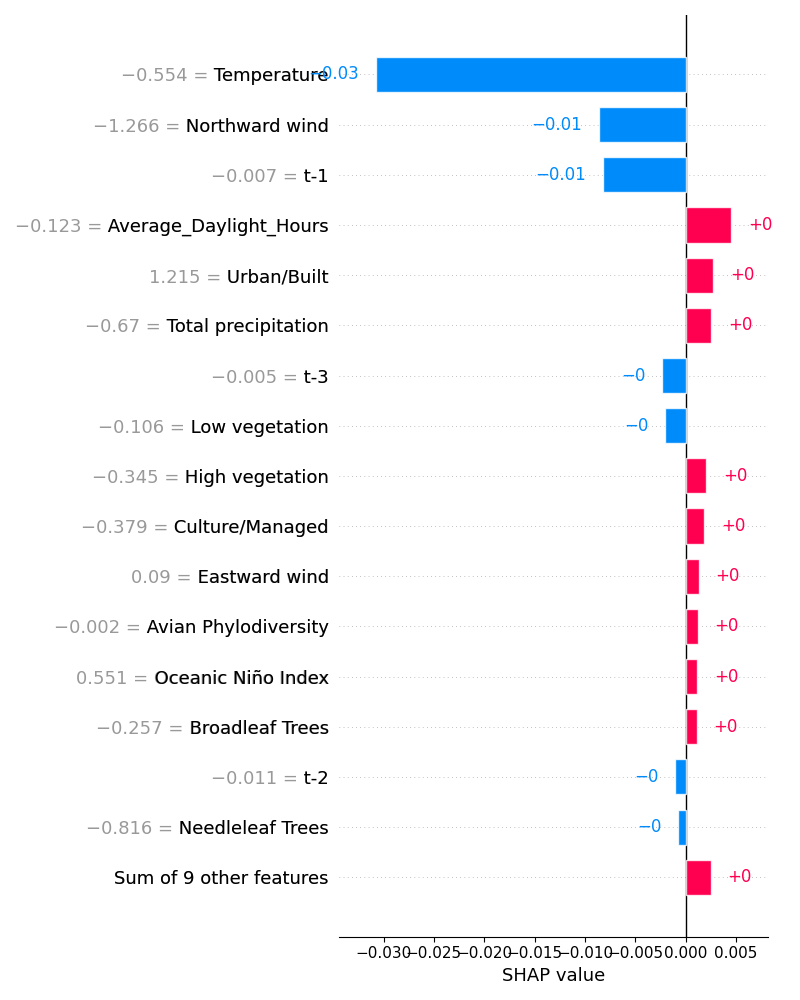 −0.554 = Temperature −0.03
−1.266 = Northward wind −0.01
−0.007 = t-1 −0.01
−0.123 = Average_Daylight_Hours +0
1.215 = Urban/Built +0
−0.67 = Total precipitation +0
−0.005 = t-3 −0
−0.106 = Low vegetation −0
−0.345 = High vegetation +0
−0.379 = Culture/Managed +0
0.09 = Eastward wind +0
−0.002 = Avian Phylodiversity +0
0.551 = Oceanic Niño Index +0
−0.257 = Broadleaf Trees +0
−0.011 = t-2 −0
−0.816 = Needleleaf Trees −0
Sum of 9 other features +0
−0.030 −0.025 −0.020 −0.015 −0.010 −0.005 0.000 0.005
SHAP value